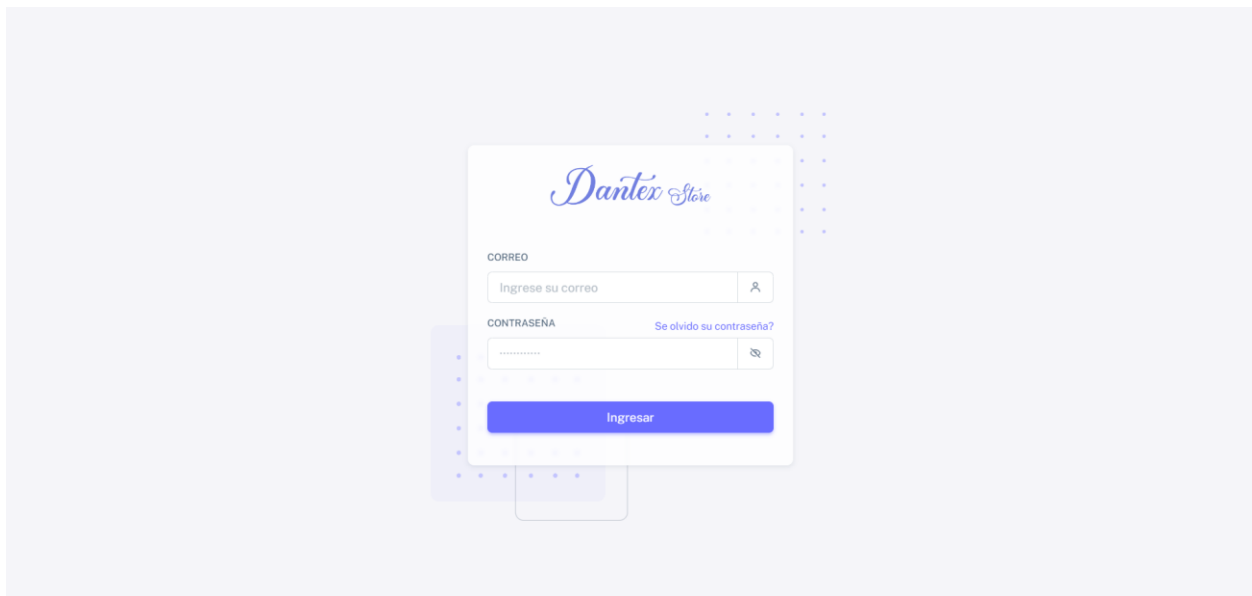 Dantex Store
CORREO
Ingrese su correo
CONTRASEÑA
Se olvido su contraseña?
············
Ingresar